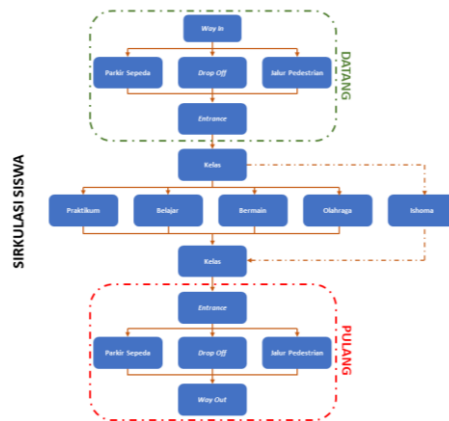 SIRKULASI SISWA
DATANG
Way In
Parkir Sepeda
Drop Off
Jalur Pedestrian
Entrance
Kelas
Praktikum
Belajar
Bermain
Olahraga
Ishoma
Kelas
PULANG
Entrance
Parkir Sepeda
Drop Off
Jalur Pedestrian
Way Out